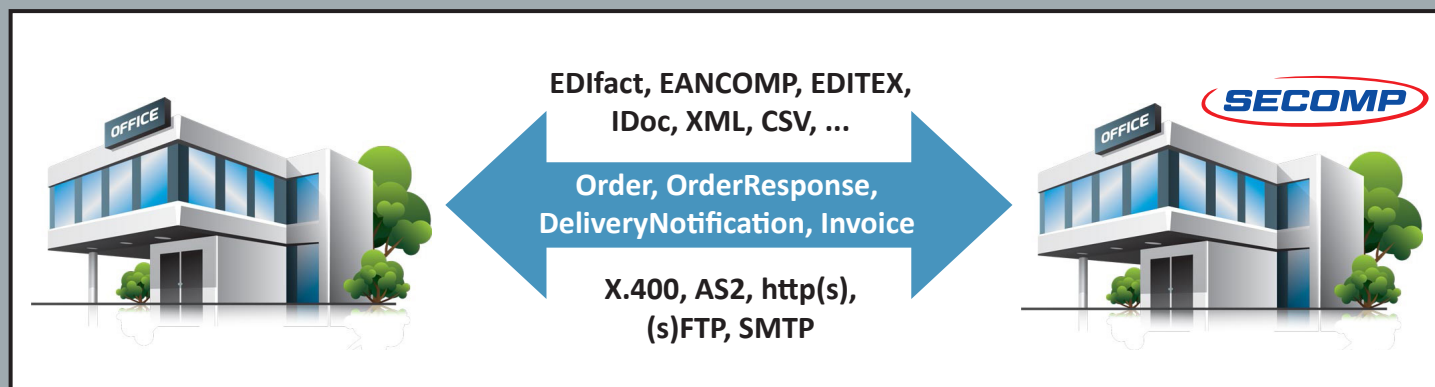 EDIfact, EANCOMP, EDITEX,
IDoc, XML, CSV, ...
OFFICE
SECOMP
OFFICE
Order, OrderResponse,
DeliveryNotification, Invoice
X.400, AS2, http(s),
(s)FTP, SMTP